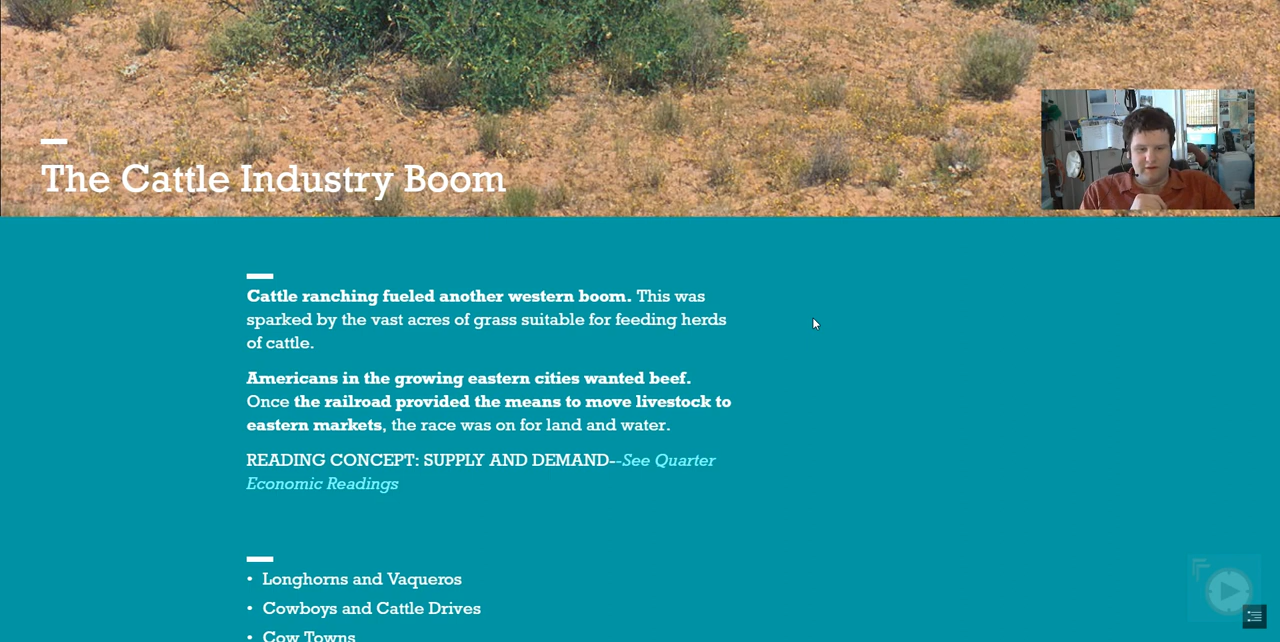 The Cattle Industry Boom
Cattle ranching fueled another western boom. This was
sparked by the vast acres of grass suitable for feeding herds
of cattle.
Americans in the growing eastern cities wanted beef.
Once the railroad provided the means to move livestock to
eastern markets, the race was on for land and water.
READING CONCEPT: SUPPLY AND DEMAND--See Quarter
Economic Readings
• Longhorns and Vaqueros
• Cowboys and Cattle Drives
• Cow Towns